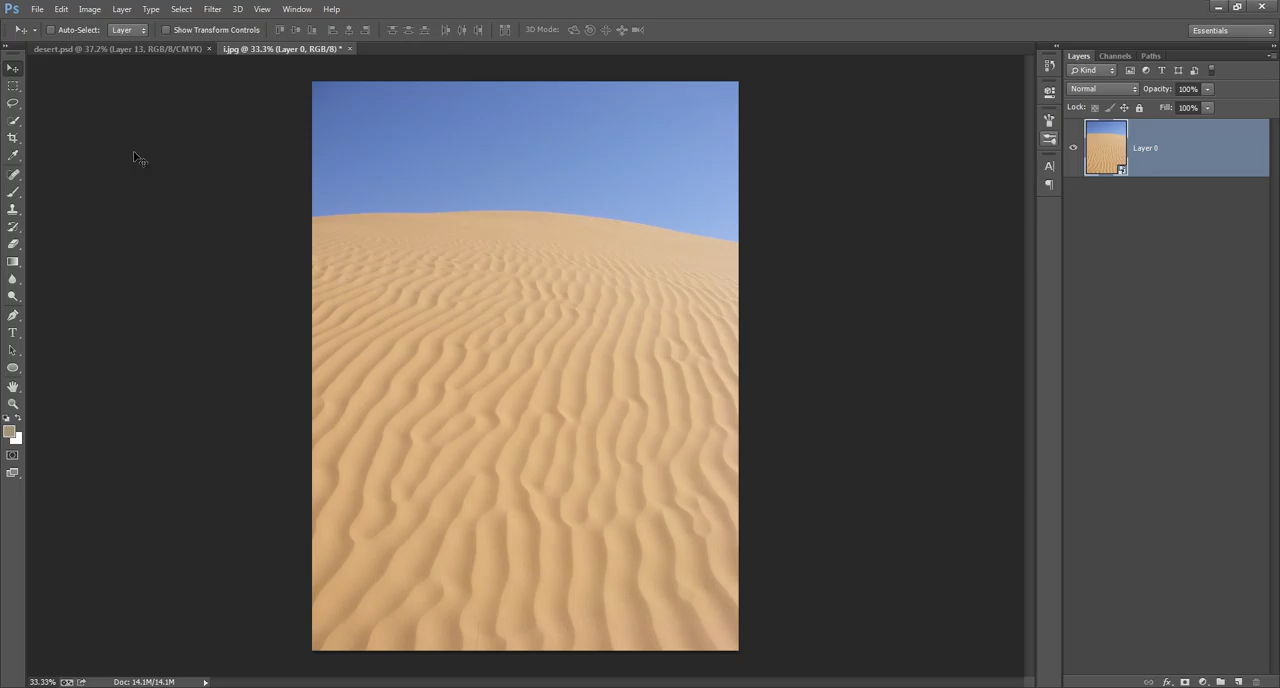 Ps File Edit Image Layer Type Select Filter 3D View Window Help
Auto-Select: Layer Show Transform Controls 3D Mode: Essentials
desert.psd @ 37.2% (Layer 13, RGB/8/CMYK) × i.jpg @ 33.3% (Layer 0, RGB/8) * ×
Layers Channels Paths
Kind
Normal Opacity: 100%
Lock: Fill: 100%
Layer 0
33.33% Doc: 14.1M/14.1M